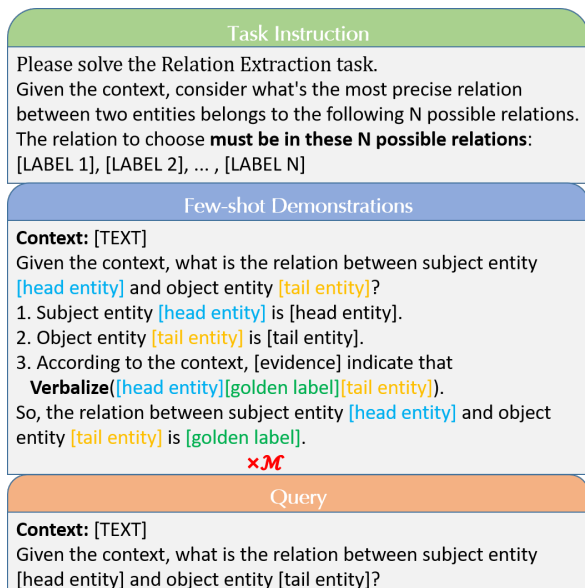 Task Instruction
Please solve the Relation Extraction task.
Given the context, consider what's the most precise relation
between two entities belongs to the following N possible relations.
The relation to choose must be in these N possible relations:
[LABEL 1], [LABEL 2], ... , [LABEL N]
Few-shot Demonstrations
Context: [TEXT]
Given the context, what is the relation between subject entity
[head entity] and object entity [tail entity]?
1. Subject entity [head entity] is [head entity].
2. Object entity [tail entity] is [tail entity].
3. According to the context, [evidence] indicate that
Verbalize([head entity][golden label][tail entity]).
So, the relation between subject entity [head entity] and object
entity [tail entity] is [golden label].
×M
Query
Context: [TEXT]
Given the context, what is the relation between subject entity
[head entity] and object entity [tail entity]?